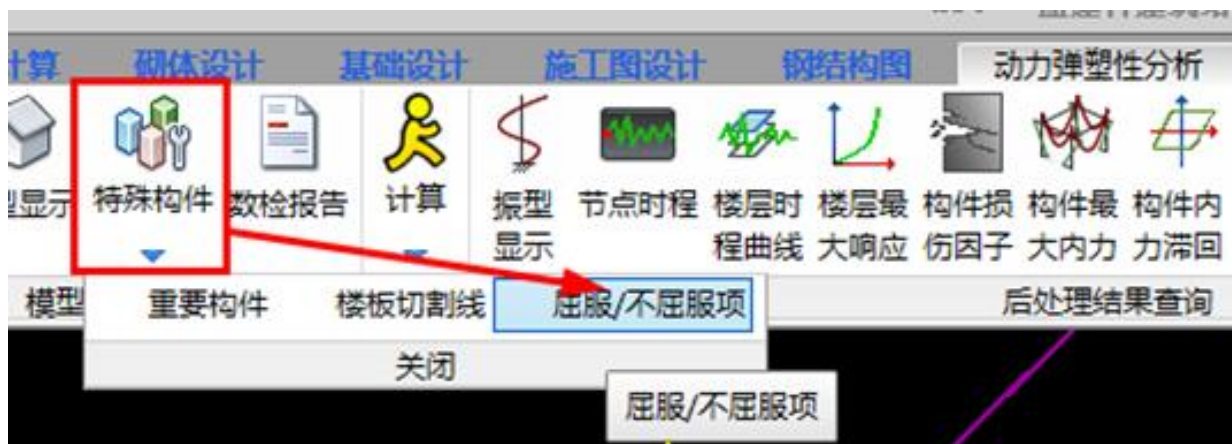 计算 砌体设计 基础设计 施工图设计 钢结构图 动力弹塑性分析
型显示 特殊构件 数检报告 计算 振型 节点时程 楼层时 楼层最 构件损 构件最 构件内
显示 程曲线 大响应 伤因子 大内力 力滞回
模型 重要构件 楼板切割线 屈服/不屈服项 后处理结果查询
关闭
屈服/不屈服项